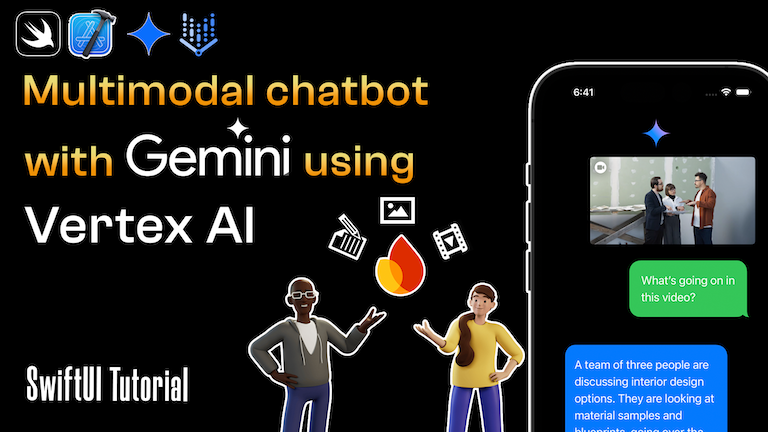 Multimodal chatbot
with Gemini using
Vertex AI
SwiftUI Tutorial
6:41
What's going on in
this video?
A team of three people are
discussing interior design
options. They are looking at
material samples and
blueprints, going over the